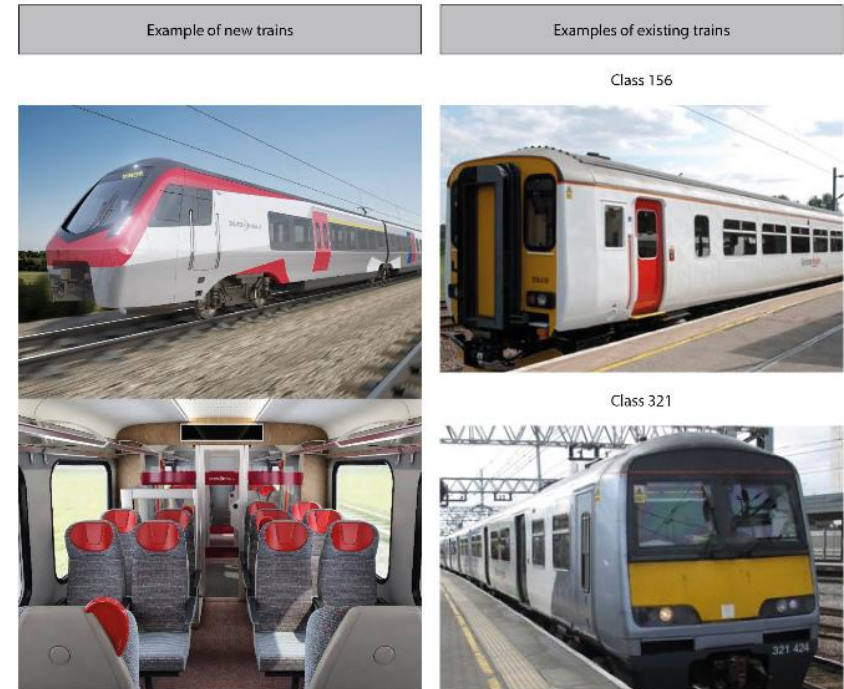 Example of new trains
Examples of existing trains
Class 156
Class 321
321 424